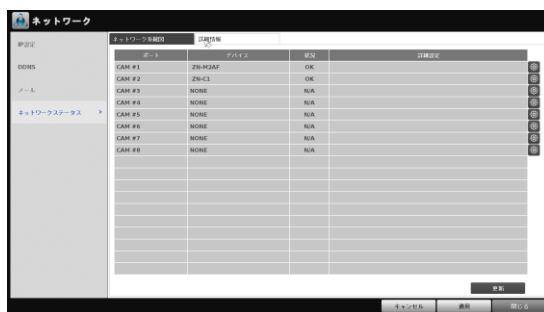 ネットワーク
IP設定
DDNS
メール
ネットワークステータス >
ネットワーク系統図 詳細情報
ポート デバイス 状況 詳細設定
CAM #1 ZN-M2AF OK
CAM #2 ZN-C1 OK
CAM #3 NONE N/A
CAM #4 NONE N/A
CAM #5 NONE N/A
CAM #6 NONE N/A
CAM #7 NONE N/A
CAM #8 NONE N/A
更新
キャンセル 適用 閉じる